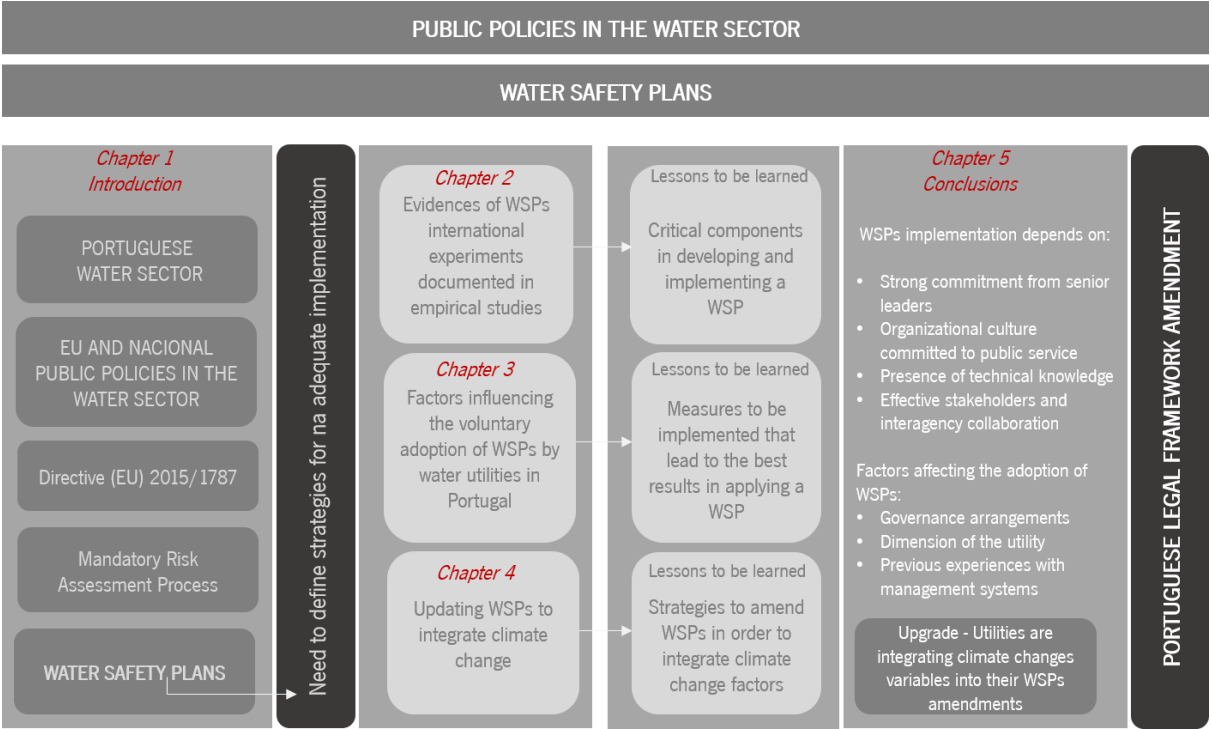 PUBLIC POLICIES IN THE WATER SECTOR
WATER SAFETY PLANS
Chapter 1
Introduction
PORTUGUESE
WATER SECTOR
EU AND NACIONAL
PUBLIC POLICIES IN THE
WATER SECTOR
Directive (EU) 2015/1787
Mandatory Risk
Assessment Process
WATER SAFETY PLANS
Need to define strategies for na adequate implementation
Chapter 2
Evidences of WSPs
international
experiments
documented in
empirical studies
Lessons to be learned
Critical components
in developing and
implementing a
WSP
Chapter 3
Factors influencing
the voluntary
adoption of WSPs by
water utilities in
Portugal
Lessons to be learned
Measures to be
implemented that
lead to the best
results in applying a
WSP
Chapter 4
Updating WSPs to
integrate climate
change
Lessons to be learned
Strategies to amend
WSPs in order to
integrate climate
change factors
Chapter 5
Conclusions
WSPs implementation depends on:
• Strong commitment from senior
leaders
• Organizational culture
committed to public service
• Presence of technical knowledge
• Effective stakeholders and
interagency collaboration
Factors affecting the adoption of
WSPs:
• Governance arrangements
• Dimension of the utility
• Previous experiences with
management systems
Upgrade - Utilities are
integrating climate changes
variables into their WSPs
amendments
PORTUGUESE LEGAL FRAMEWORK AMENDMENT